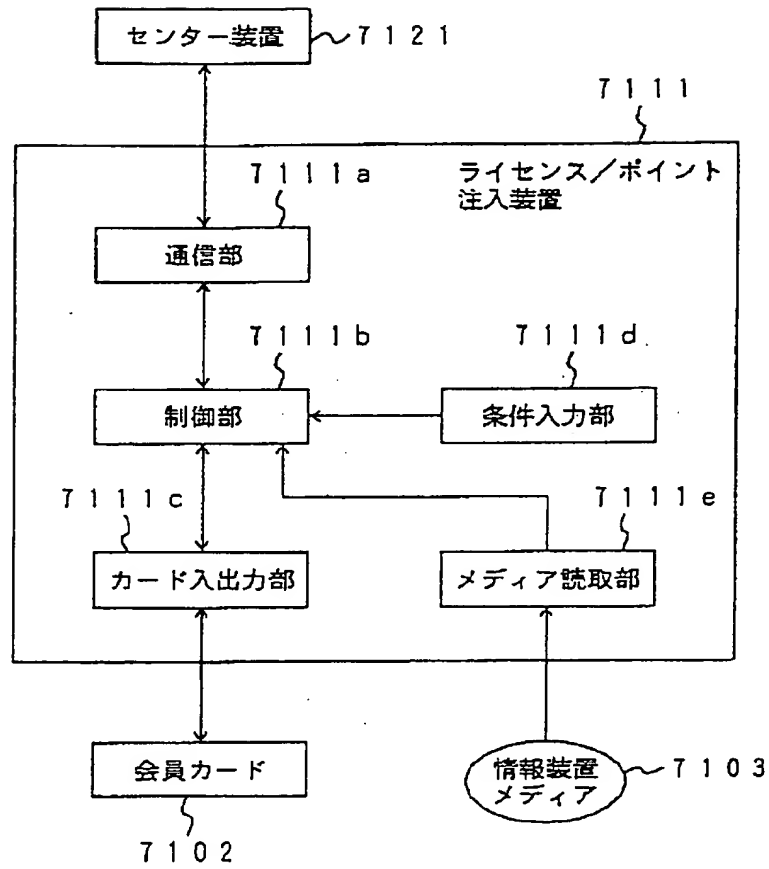 センター装置
7121
7111
ライセンス／ポイント
注入装置
7111a
通信部
7111b
制御部
7111d
条件入力部
7111c
カード入出力部
7111e
メディア読取部
会員カード
7102
情報装置
メディア
7103